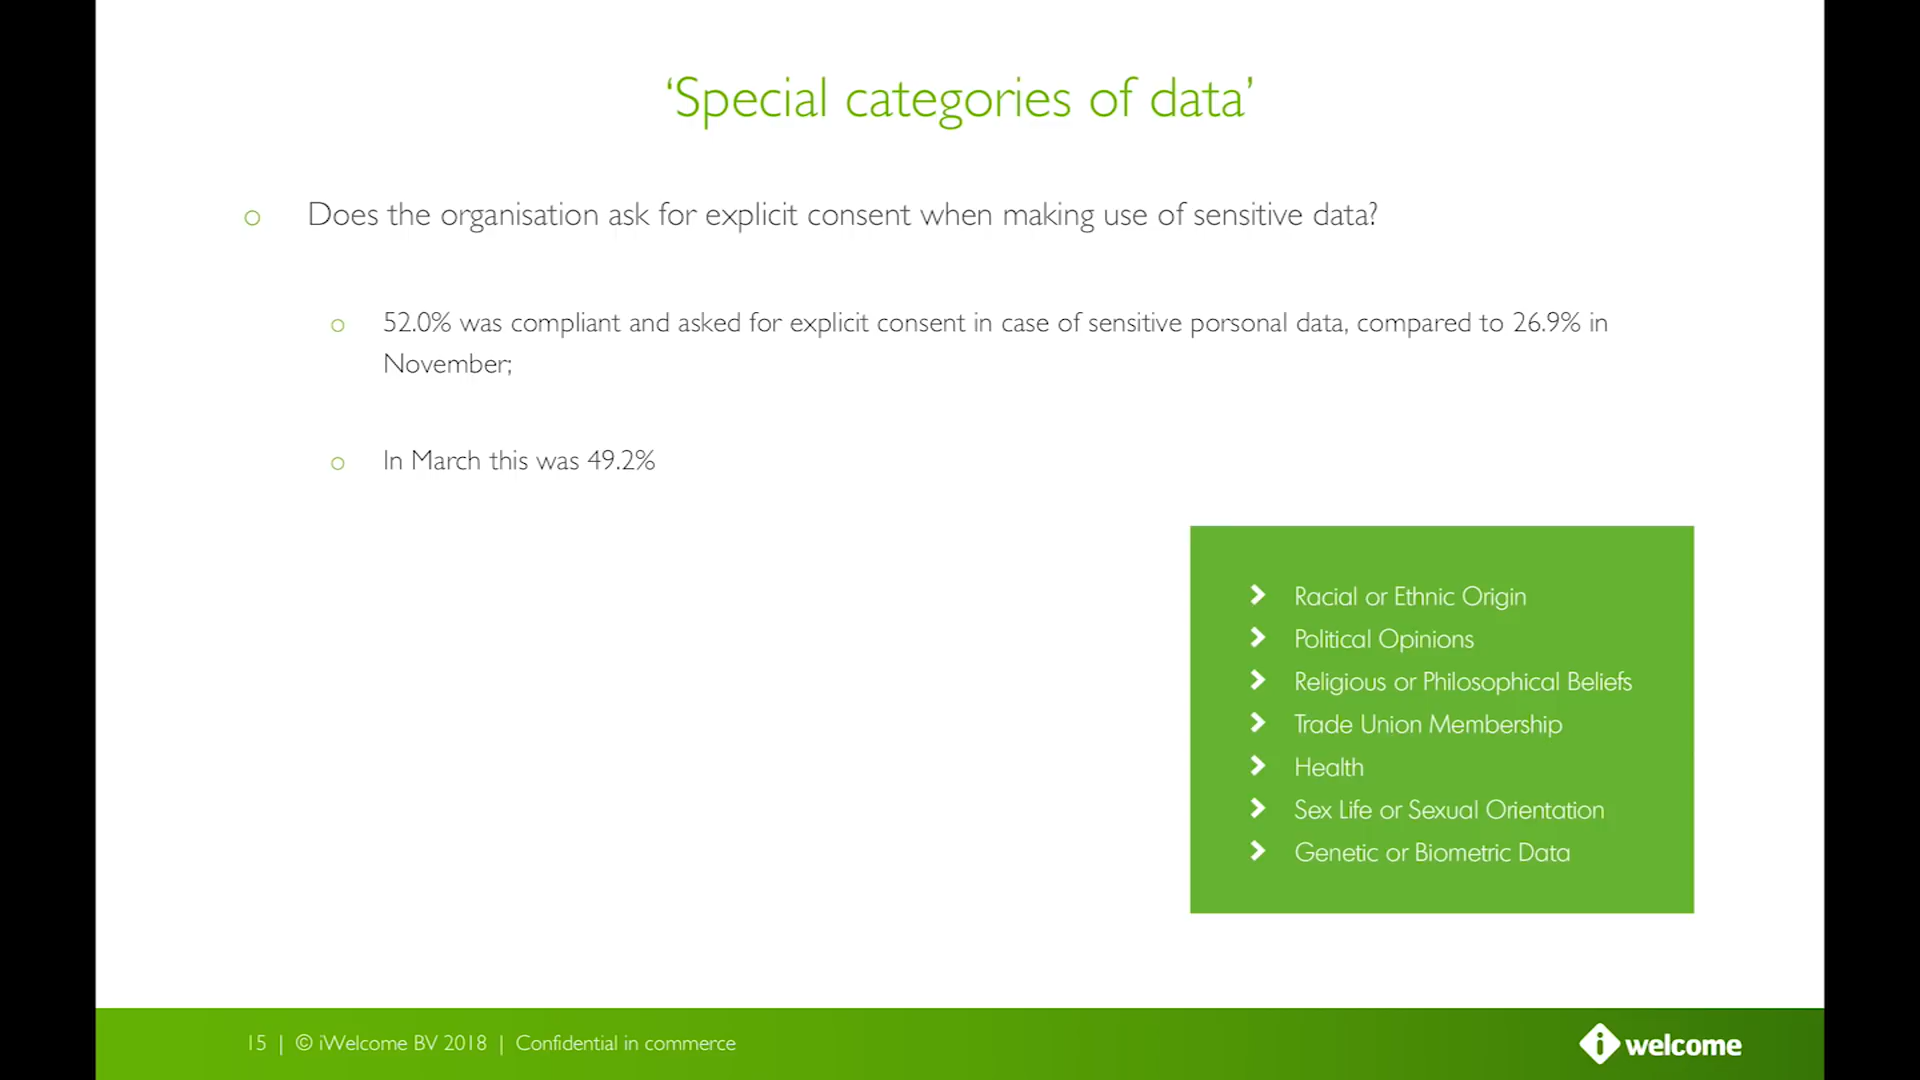 ‘Special categories of data’
Does the organisation ask for explicit consent when making use of sensitive data?
52.0% was compliant and asked for explicit consent in case of sensitive porsonal data, compared to 26.9% in
November;
In March this was 49.2%
Racial or Ethnic Origin
Political Opinions
Religious or Philosophical Beliefs
Trade Union Membership
Health
Sex Life or Sexual Orientation
Genetic or Biometric Data
15 | © iWelcome BV 2018 | Confidential in commerce
i welcome